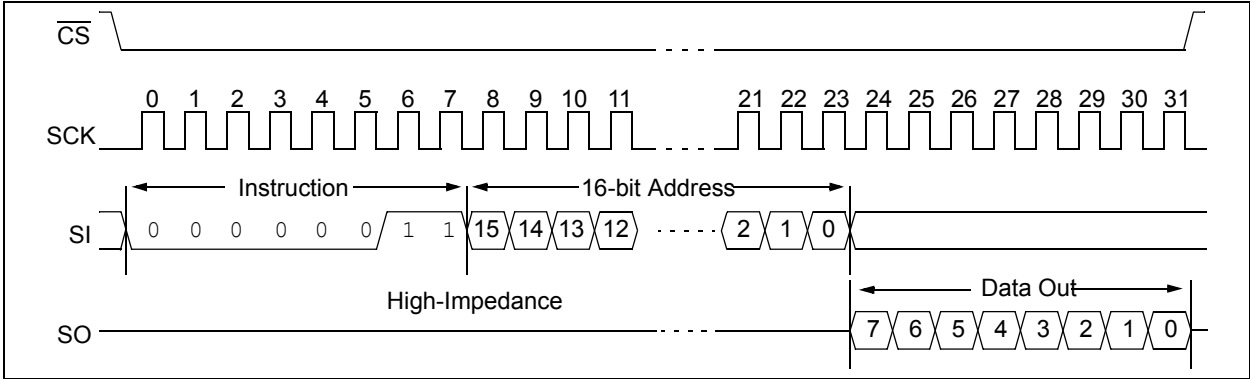 CS
0 1 2 3 4 5 6 7 8 9 10 11 21 22 23 24 25 26 27 28 29 30 31
SCK
Instruction 16-bit Address
SI 0 0 0 0 0 0 1 1 15 14 13 12 2 1 0
High-Impedance Data Out
SO 7 6 5 4 3 2 1 0